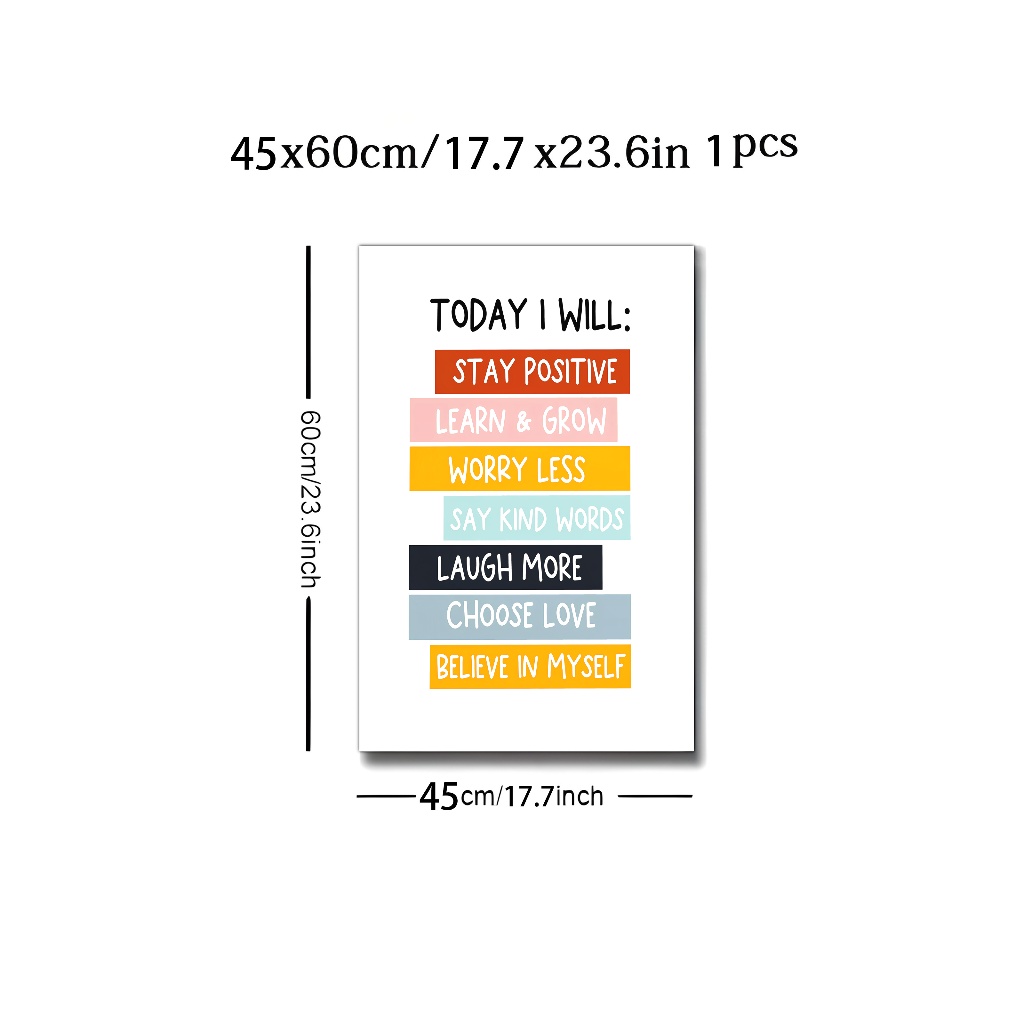 45x60cm/17.7 x23.6in 1pcs
TODAY I WILL:
STAY POSITIVE
LEARN & GROW
WORRY LESS
SAY KIND WORDS
LAUGH MORE
CHOOSE LOVE
BELIEVE IN MYSELF
60cm/23.6inch
45cm/17.7inch